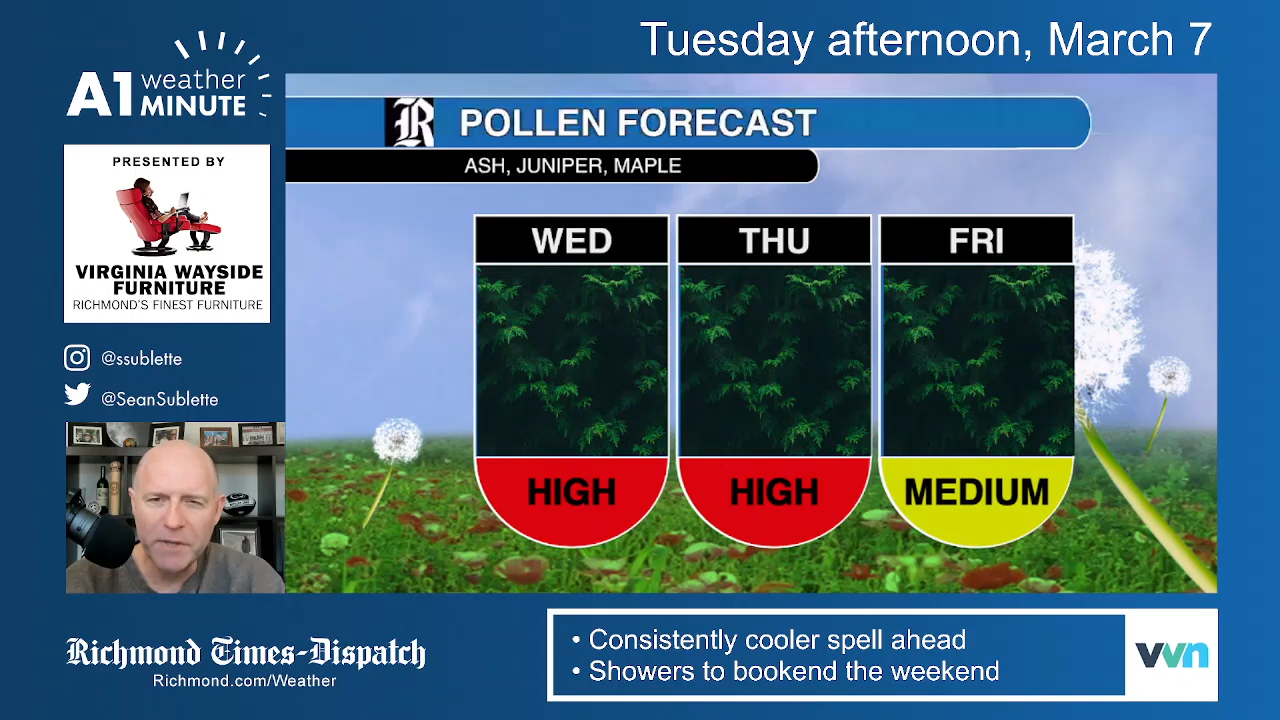 Tuesday afternoon, March 7
A1 weather
MINUTE
PRESENTED BY
VIRGINIA WAYSIDE
FURNITURE
RICHMOND'S FINEST FURNITURE
@ssublette
@SeanSublette
R POLLEN FORECAST
ASH, JUNIPER, MAPLE
WED THU FRI
HIGH HIGH MEDIUM
Richmond Times-Dispatch
Richmond.com/Weather
• Consistently cooler spell ahead
• Showers to bookend the weekend
vvn